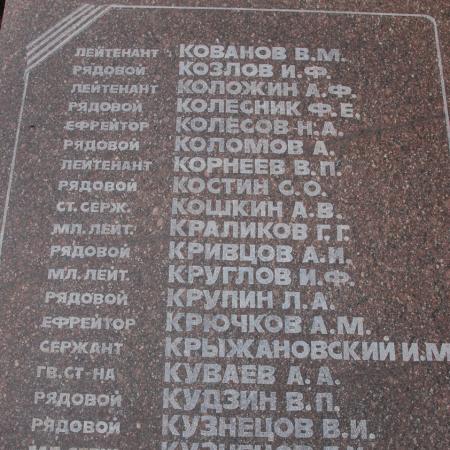 ЛЕЙТЕНАНТ КОВАНОВ В.М.
РЯДОВОЙ КОЗЛОВ И.Ф.
ЛЕЙТЕНАНТ КОЛОЖИН А.Ф.
РЯДОВОЙ КОЛЕСНИК Ф.Е.
ЕФРЕЙТОР КОЛЕСОВ Н.А.
РЯДОВОЙ КОЛОМОВ А.
ЛЕЙТЕНАНТ КОРНЕЕВ В.П.
РЯДОВОЙ КОСТИН С.О.
СТ. СЕРЖ. КОШКИН А.В.
МЛ. ЛЕЙТ. КРАЛИКОВ Г.Г.
РЯДОВОЙ КРИВЦОВ А.И.
МЛ. ЛЕЙТ. КРУГЛОВ И.Ф.
РЯДОВОЙ КРУПИН Л.А.
ЕФРЕЙТОР КРЮЧКОВ А.М.
СЕРЖАНТ КРЫЖАНОВСКИЙ И.М
ГВ. СТ-НА КУВАЕВ А.А.
РЯДОВОЙ КУДЗИН В.П.
РЯДОВОЙ КУЗНЕЦОВ В.И.
КУЗНЕЦОВ